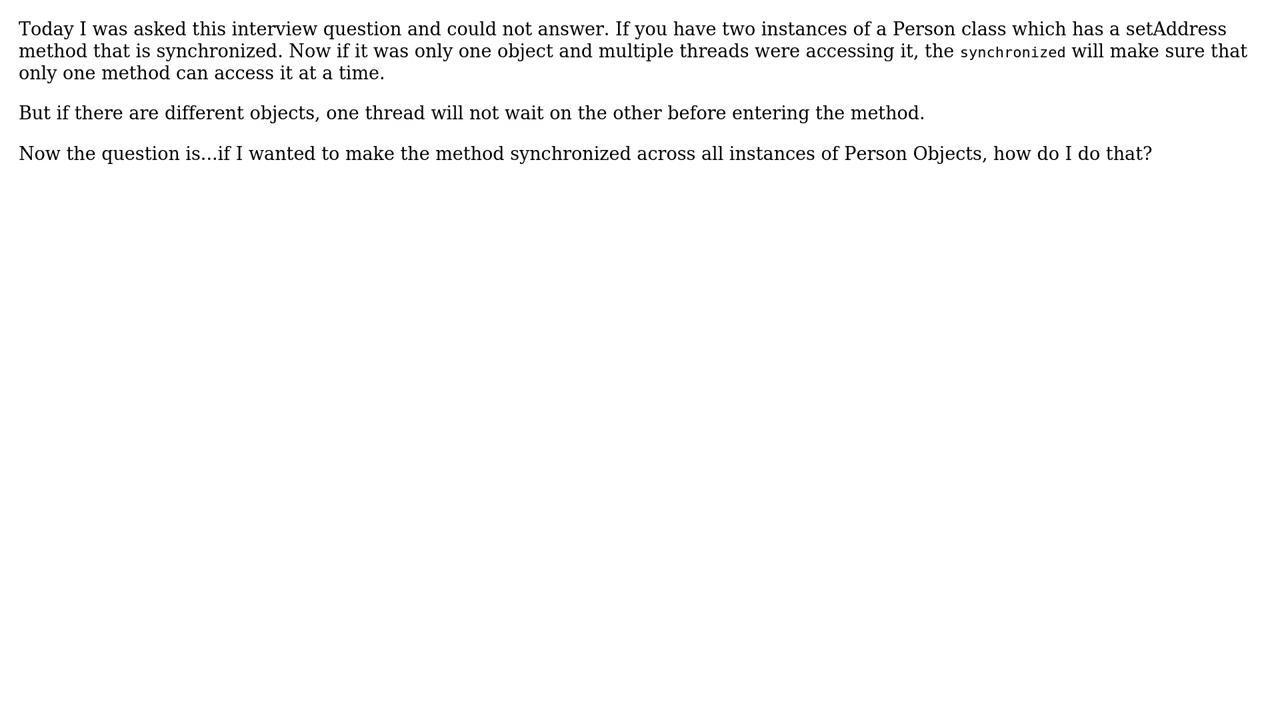 Today I was asked this interview question and could not answer. If you have two instances of a Person class which has a setAddress
method that is synchronized. Now if it was only one object and multiple threads were accessing it, the synchronized will make sure that
only one method can access it at a time.
But if there are different objects, one thread will not wait on the other before entering the method.
Now the question is...if I wanted to make the method synchronized across all instances of Person Objects, how do I do that?